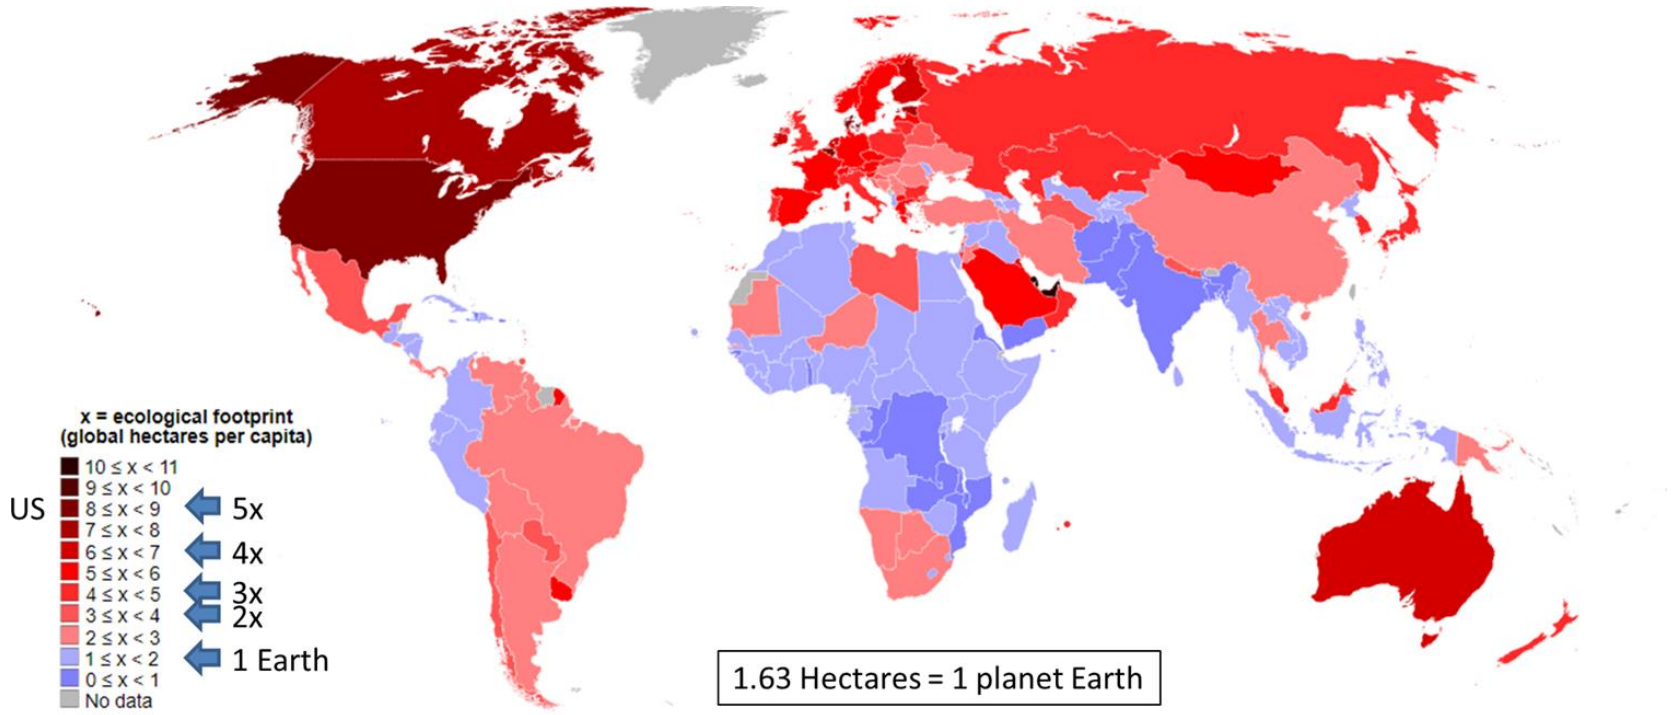 x = ecological footprint
(global hectares per capita)
10 ≤ x < 11
9 ≤ x < 10
US 8 ≤ x < 9 5x
7 ≤ x < 8
6 ≤ x < 7 4x
5 ≤ x < 6
4 ≤ x < 5 3x
3 ≤ x < 4 2x
2 ≤ x < 3
1 ≤ x < 2 1 Earth
0 ≤ x < 1
No data
1.63 Hectares = 1 planet Earth